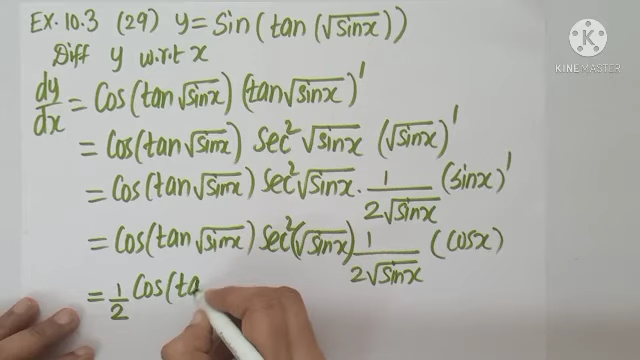 Ex. 10.3 (29) y = Sin(tan(√sinx))
Diff y w.r.t x
dy/dx = Cos(tan√sinx) (tan√sinx)'
= Cos(tan√sinx) Sec² √sinx (√sinx)'
= Cos(tan√sinx) Sec² √sinx · 1/2√sinx (sinx)'
= Cos(tan√sinx) Sec²(√sinx) 1/2√sinx (cosx)
= 1/2 Cos(ta
K
KINEMASTER